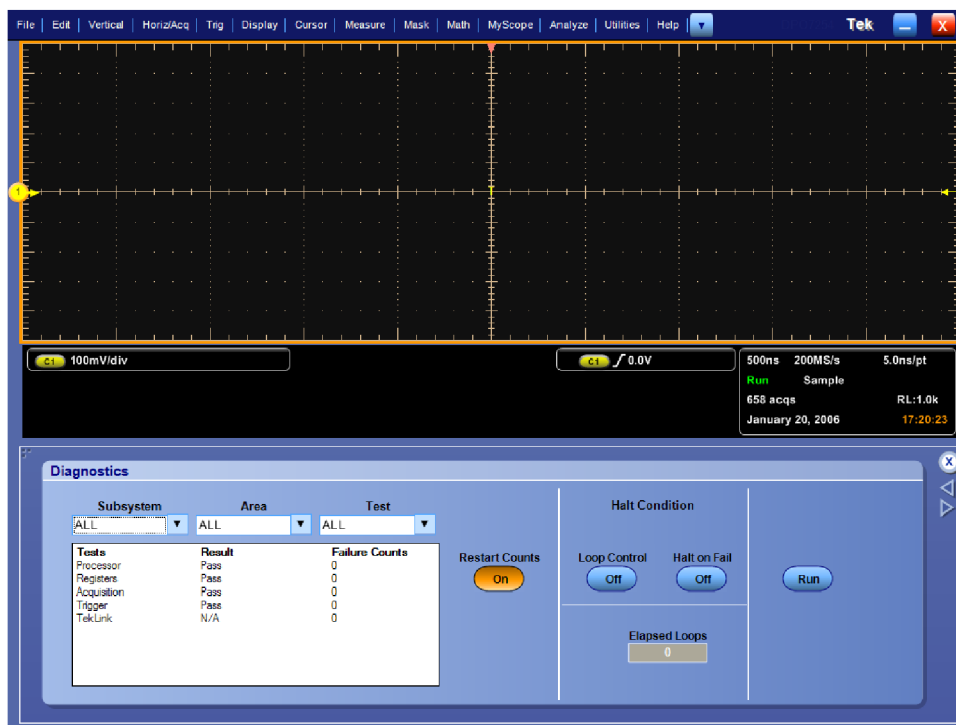 File | Edit | Vertical | Horiz/Acq | Trig | Display | Cursor | Measure | Mask | Math | MyScope | Analyze | Utilities | Help | Tek X
1
C1 100mV/div
C1 0.0V
500ns 200MS/s 5.0ns/pt
Run Sample
658 acqs RL:1.0k
January 20, 2006 17:20:23
Diagnostics X
Subsystem Area Test
ALL ALL ALL
Tests Result Failure Counts
Processor Pass 0
Registers Pass 0
Acquisition Pass 0
Trigger Pass 0
TekLink N/A 0
Restart Counts
On
Halt Condition
Loop Control Halt on Fail
Off Off
Elapsed Loops
0
Run